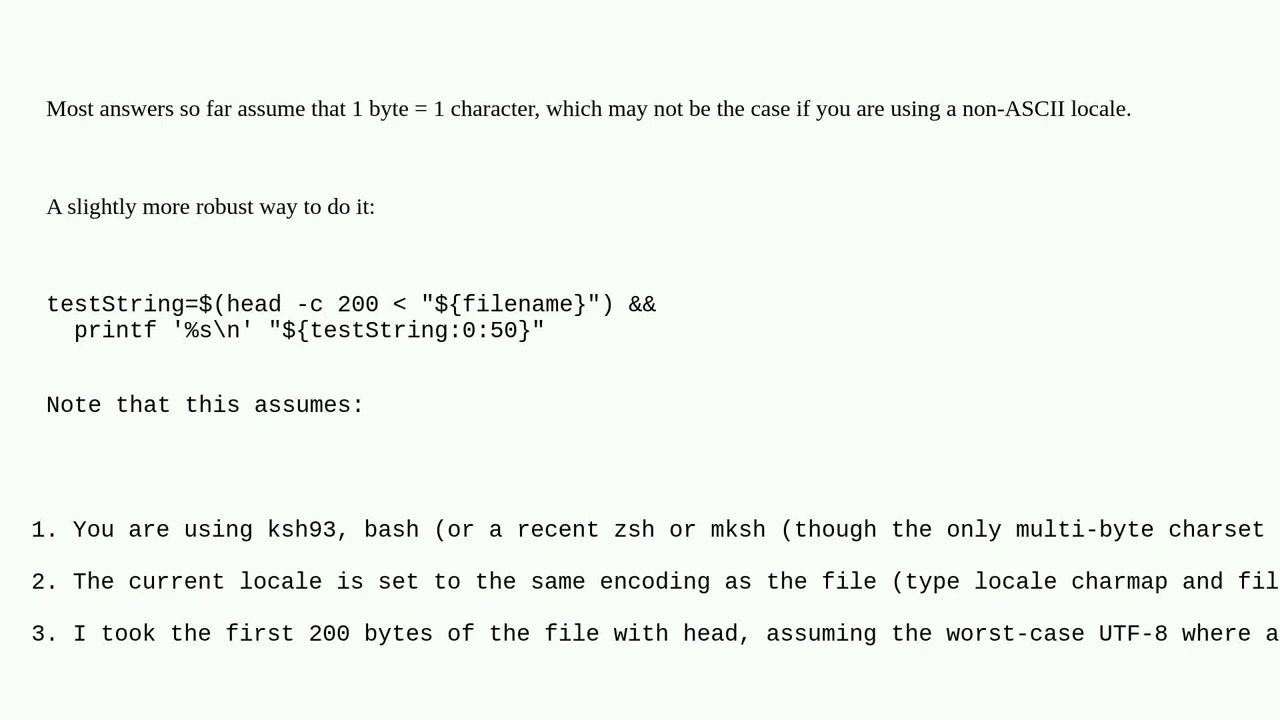 Most answers so far assume that 1 byte = 1 character, which may not be the case if you are using a non-ASCII locale.
A slightly more robust way to do it:
testString=$(head -c 200 < "${filename}") &&
  printf '%s\n' "${testString:0:50}"
Note that this assumes:
1. You are using ksh93, bash (or a recent zsh or mksh (though the only multi-byte charset
2. The current locale is set to the same encoding as the file (type locale charmap and fil
3. I took the first 200 bytes of the file with head, assuming the worst-case UTF-8 where a